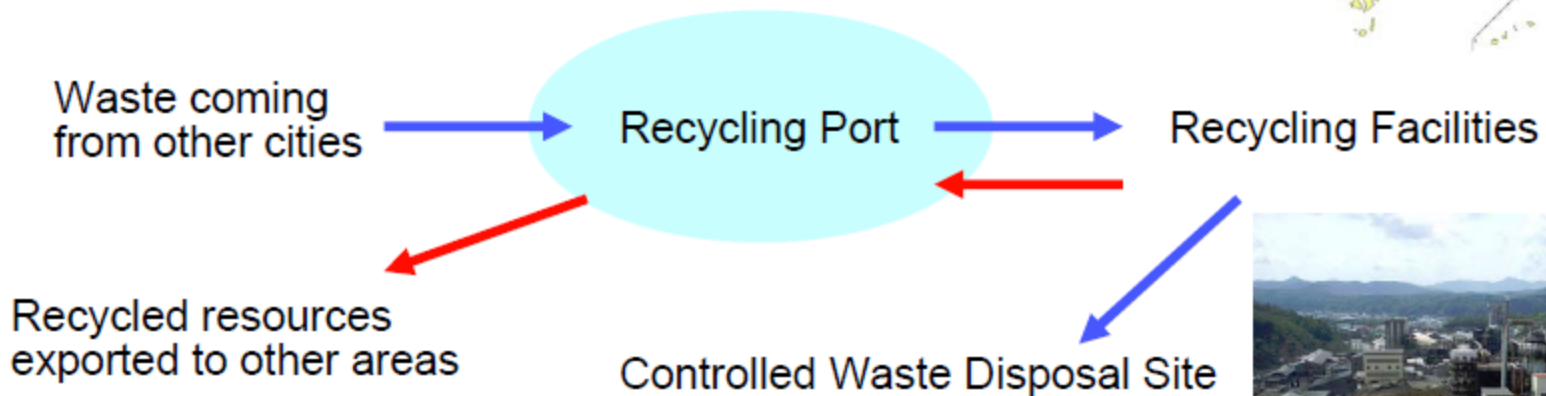 Waste coming
from other cities
Recycling Port
Recycling Facilities
Recycled resources
exported to other areas
Controlled Waste Disposal Site